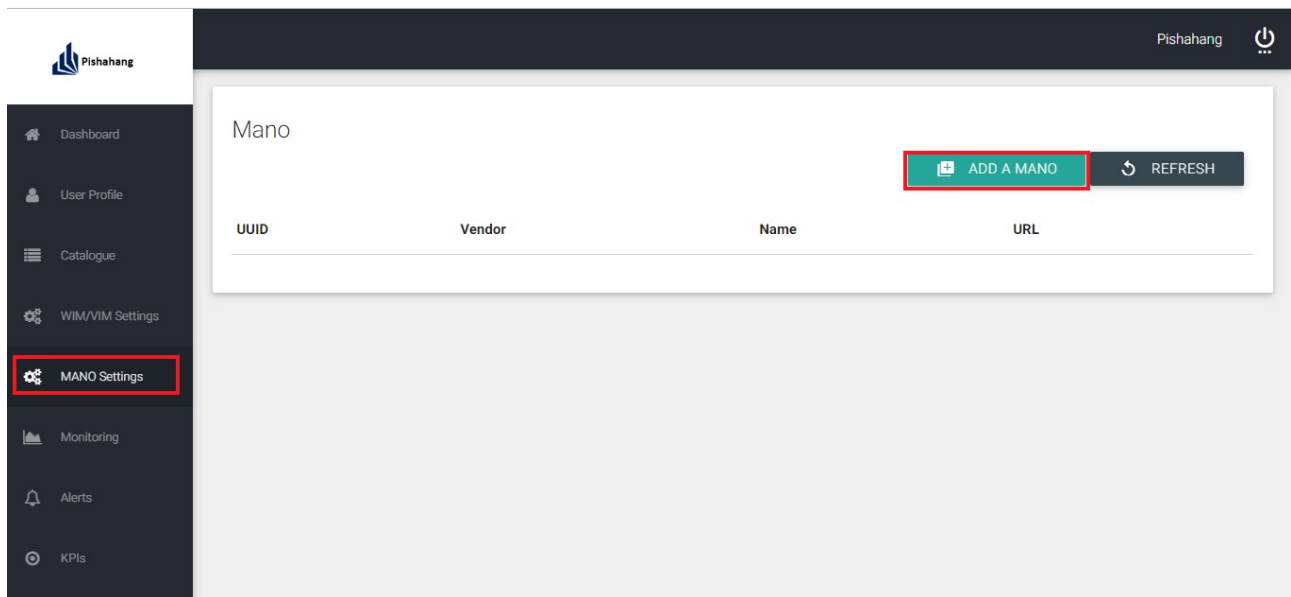 Pishahang
Pishahang
Dashboard
User Profile
Catalogue
WIM/VIM Settings
MANO Settings
Monitoring
Alerts
KPIs
Mano
ADD A MANO REFRESH
UUID Vendor Name URL